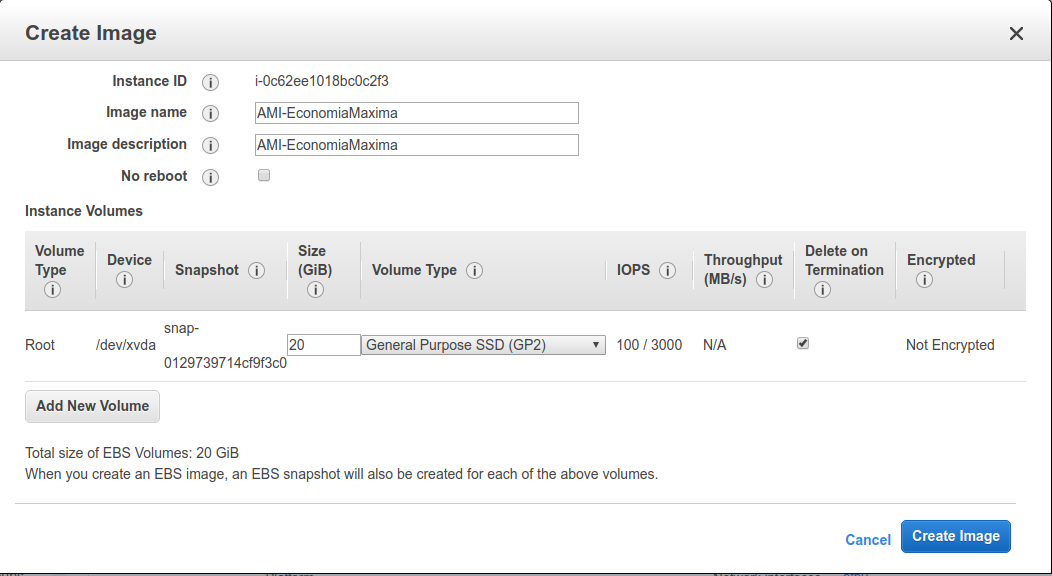 Create Image
Instance ID i-0c62ee1018bc0c2f3
Image name AMI-EconomiaMaxima
Image description AMI-EconomiaMaxima
No reboot
Instance Volumes
Volume Type Device Snapshot Size (GiB) Volume Type IOPS Throughput (MB/s) Delete on Termination Encrypted
Root /dev/xvda snap-0129739714cf9f3c0 20 General Purpose SSD (GP2) 100 / 3000 N/A Not Encrypted
Add New Volume
Total size of EBS Volumes: 20 GiB
When you create an EBS image, an EBS snapshot will also be created for each of the above volumes.
Cancel Create Image